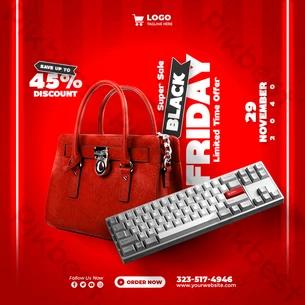 LOGO
TAGLINE HERE
SAVE UP TO
45%
DISCOUNT
Super Sale
BLACK
FRIDAY
Limited Time Offer
29
NOVEMBER
2040
Follow Us Now
ORDER NOW
323-517-4946
www.yourwebsite.com